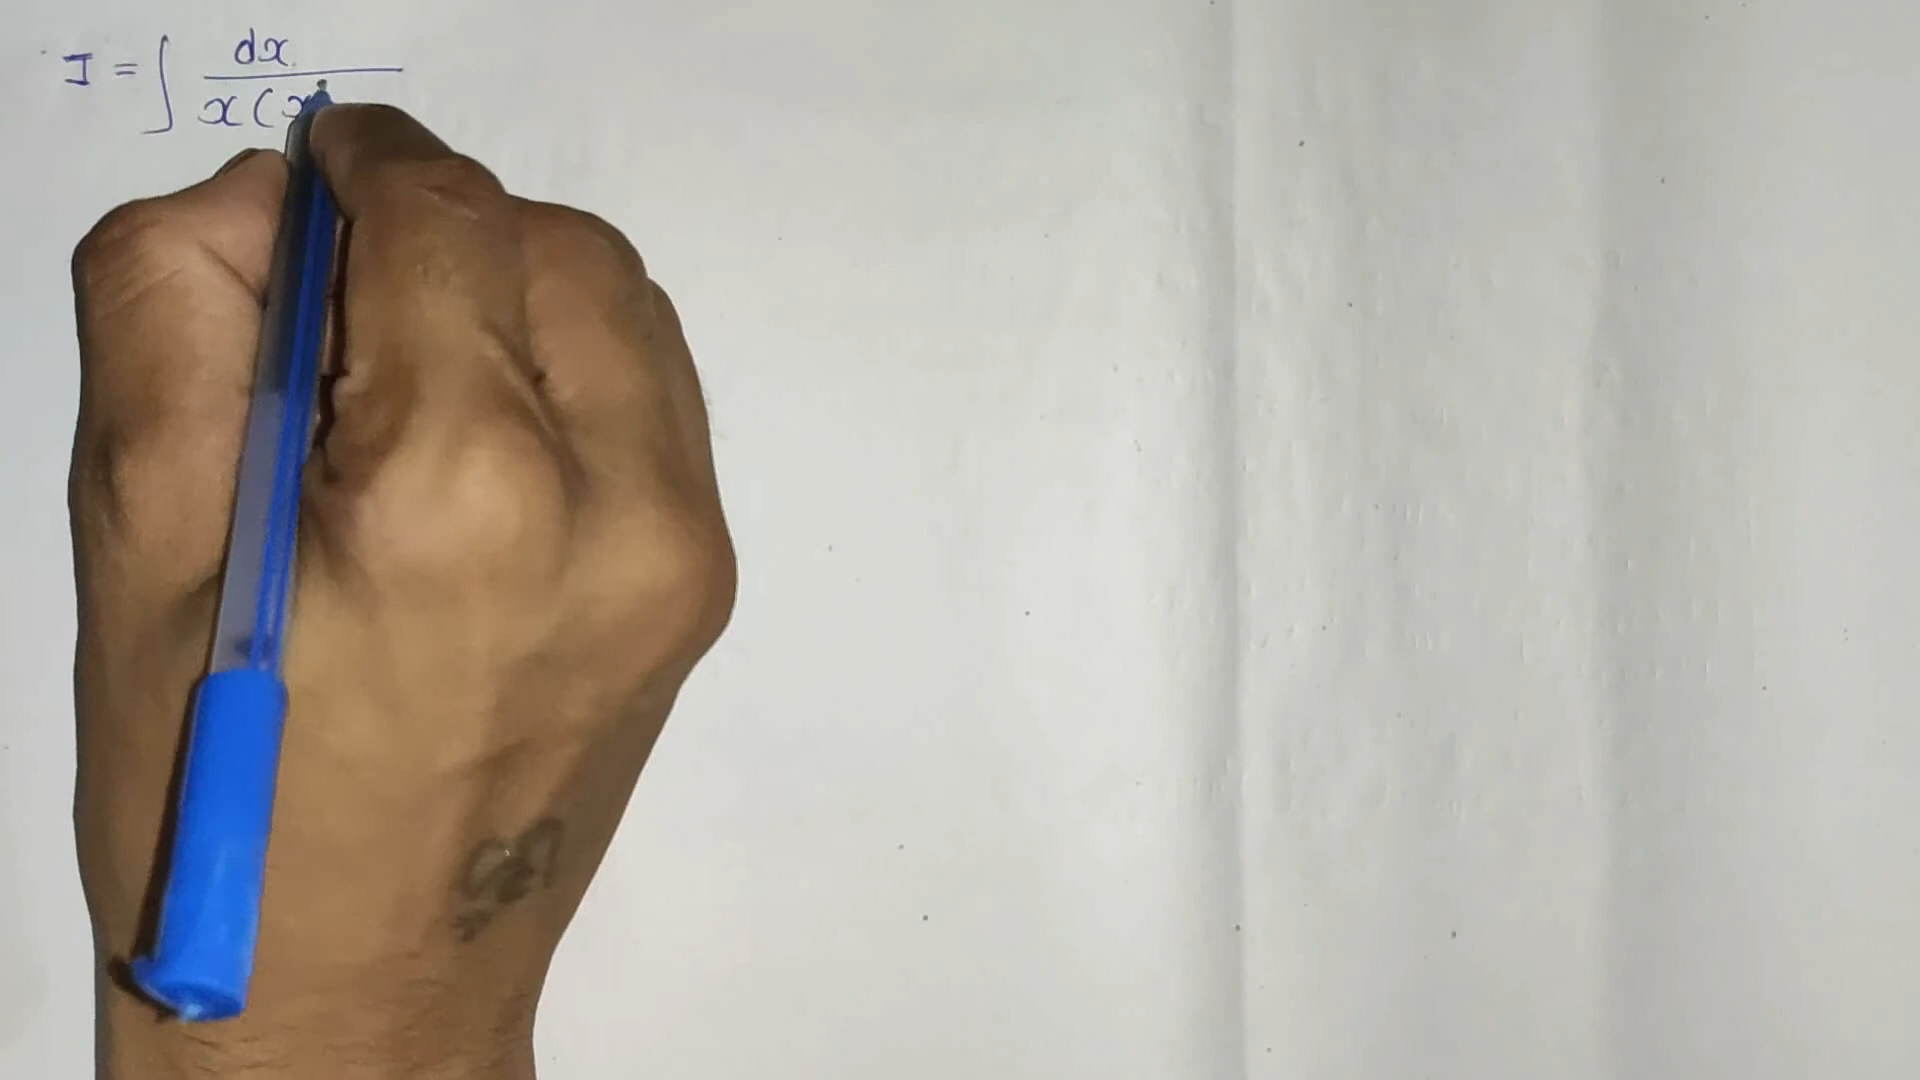 I = ∫ dx / x(x